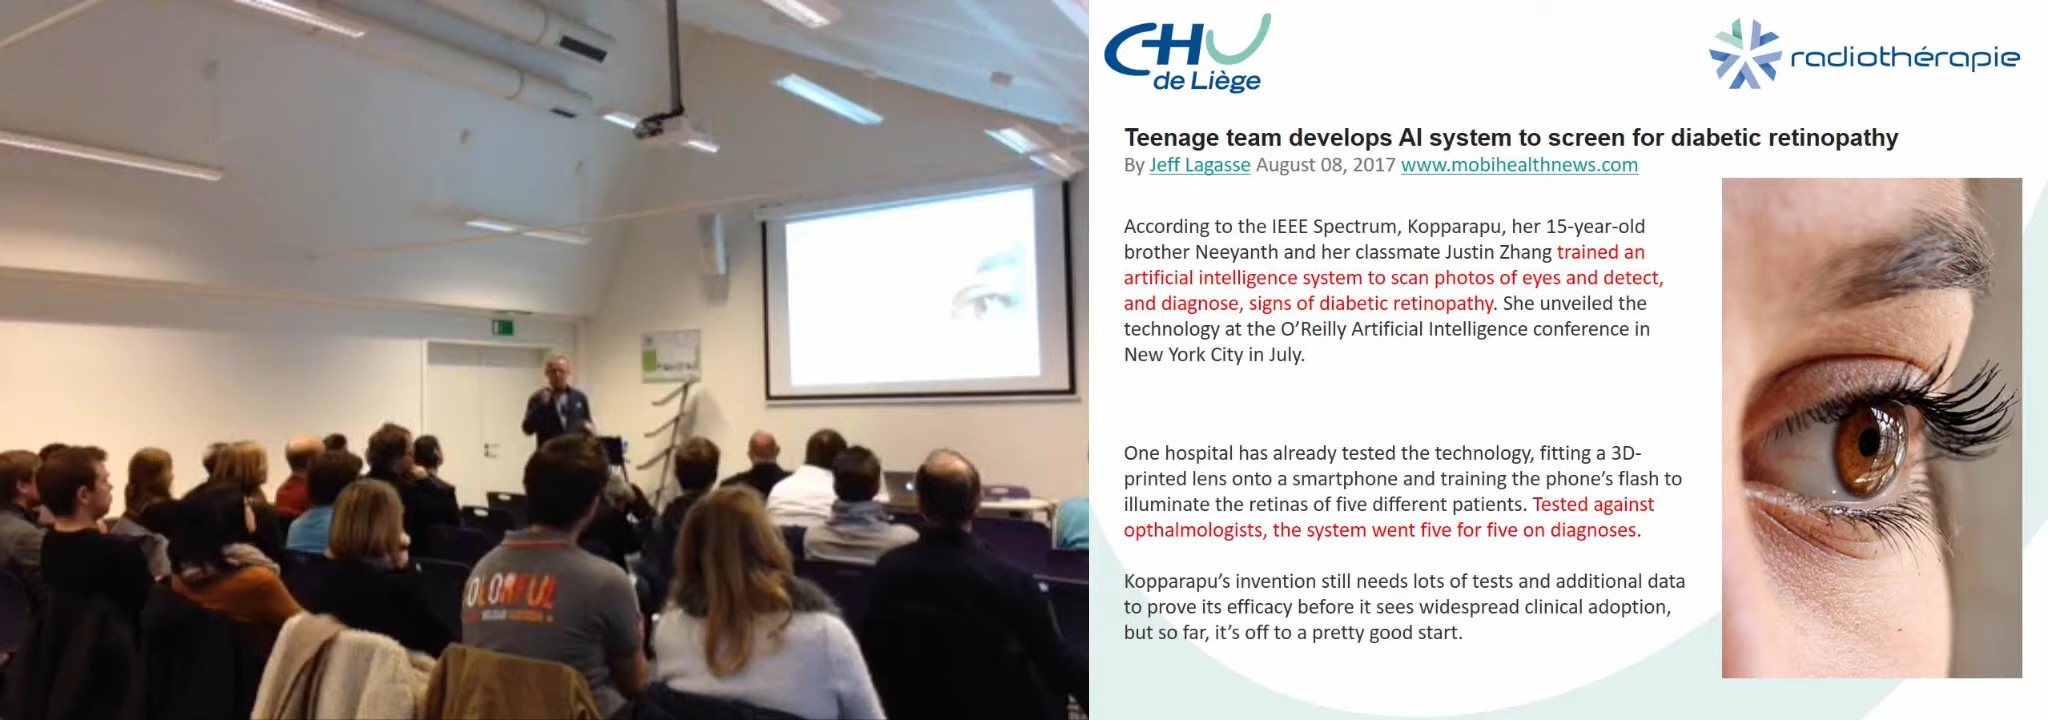 CHU
de Liège
radiothérapie
Teenage team develops AI system to screen for diabetic retinopathy
By Jeff Lagasse August 08, 2017 www.mobihealthnews.com
According to the IEEE Spectrum, Kopparapu, her 15-year-old
brother Neeyanth and her classmate Justin Zhang trained an
artificial intelligence system to scan photos of eyes and detect,
and diagnose, signs of diabetic retinopathy. She unveiled the
technology at the O'Reilly Artificial Intelligence conference in
New York City in July.
One hospital has already tested the technology, fitting a 3D-
printed lens onto a smartphone and training the phone's flash to
illuminate the retinas of five different patients. Tested against
opthalmologists, the system went five for five on diagnoses.
Kopparapu's invention still needs lots of tests and additional data
to prove its efficacy before it sees widespread clinical adoption,
but so far, it's off to a pretty good start.